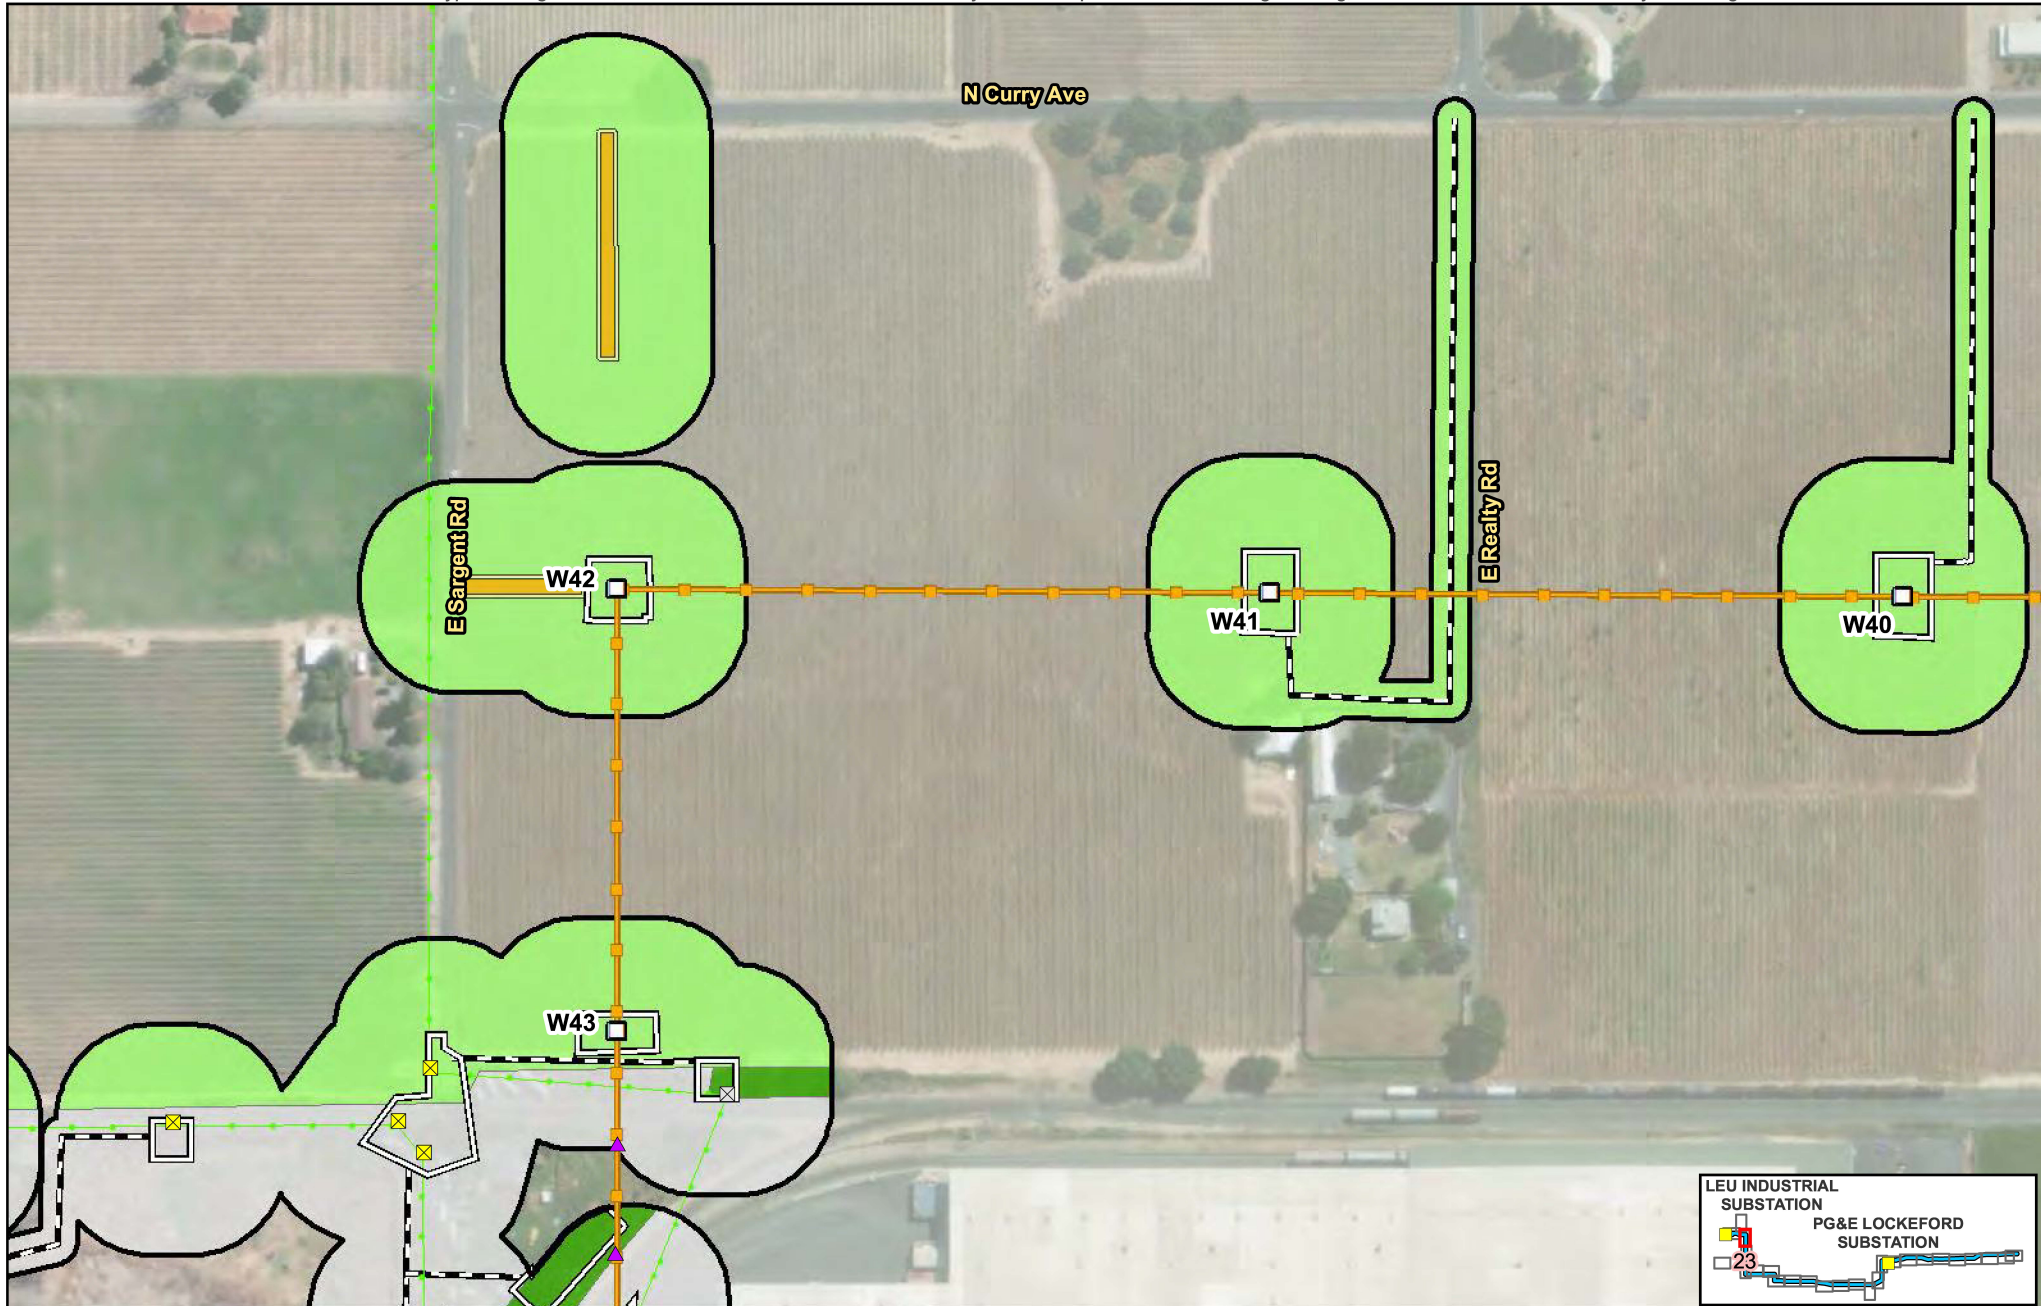 N Curry Ave
E Sargent Rd
W42
E Realty Rd
W41
W40
W43
LEU INDUSTRIAL
SUBSTATION
PG&E LOCKEFORD
SUBSTATION
23